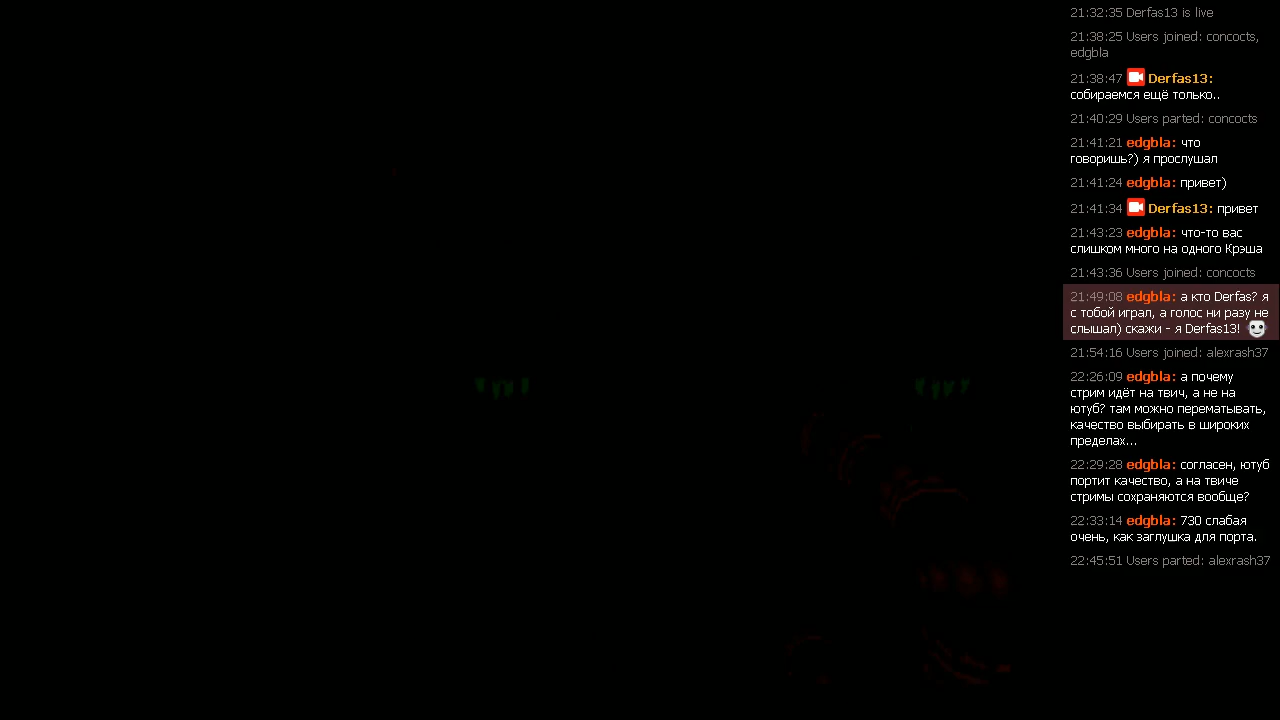 21:32:35 Derfas13 is live
21:38:25 Users joined: concocts,
edgbla
21:38:47 Derfas13:
собираемся ещё только..
21:40:29 Users parted: concocts
21:41:21 edgbla: что
говоришь?) я прослушал
21:41:24 edgbla: привет)
21:41:34 Derfas13: привет
21:43:23 edgbla: что-то вас
слишком много на одного Крэша
21:43:36 Users joined: concocts
21:49:08 edgbla: а кто Derfas? я
с тобой играл, а голос ни разу не
слышал) скажи - я Derfas13!
21:54:16 Users joined: alexrash37
22:26:09 edgbla: а почему
стрим идёт на твич, а не на
ютуб? там можно перематывать,
качество выбирать в широких
пределах...
22:29:28 edgbla: согласен, ютуб
портит качество, а на твиче
стримы сохраняются вообще?
22:33:14 edgbla: 730 слабая
очень, как заглушка для порта.
22:45:51 Users parted: alexrash37